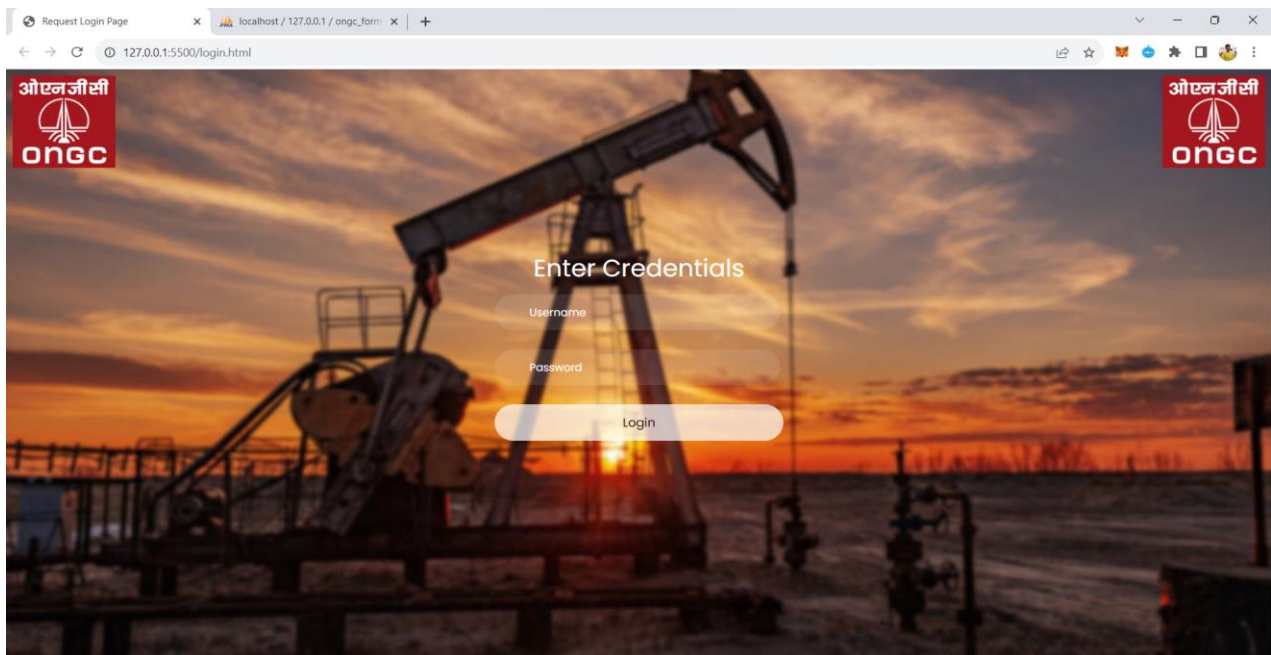 Request Login Page
localhost / 127.0.0.1 / ongc_form
127.0.0.1:5500/login.html
ओएनजीसी
ongc
ओएनजीसी
ongc
Enter Credentials
Username
Password
Login